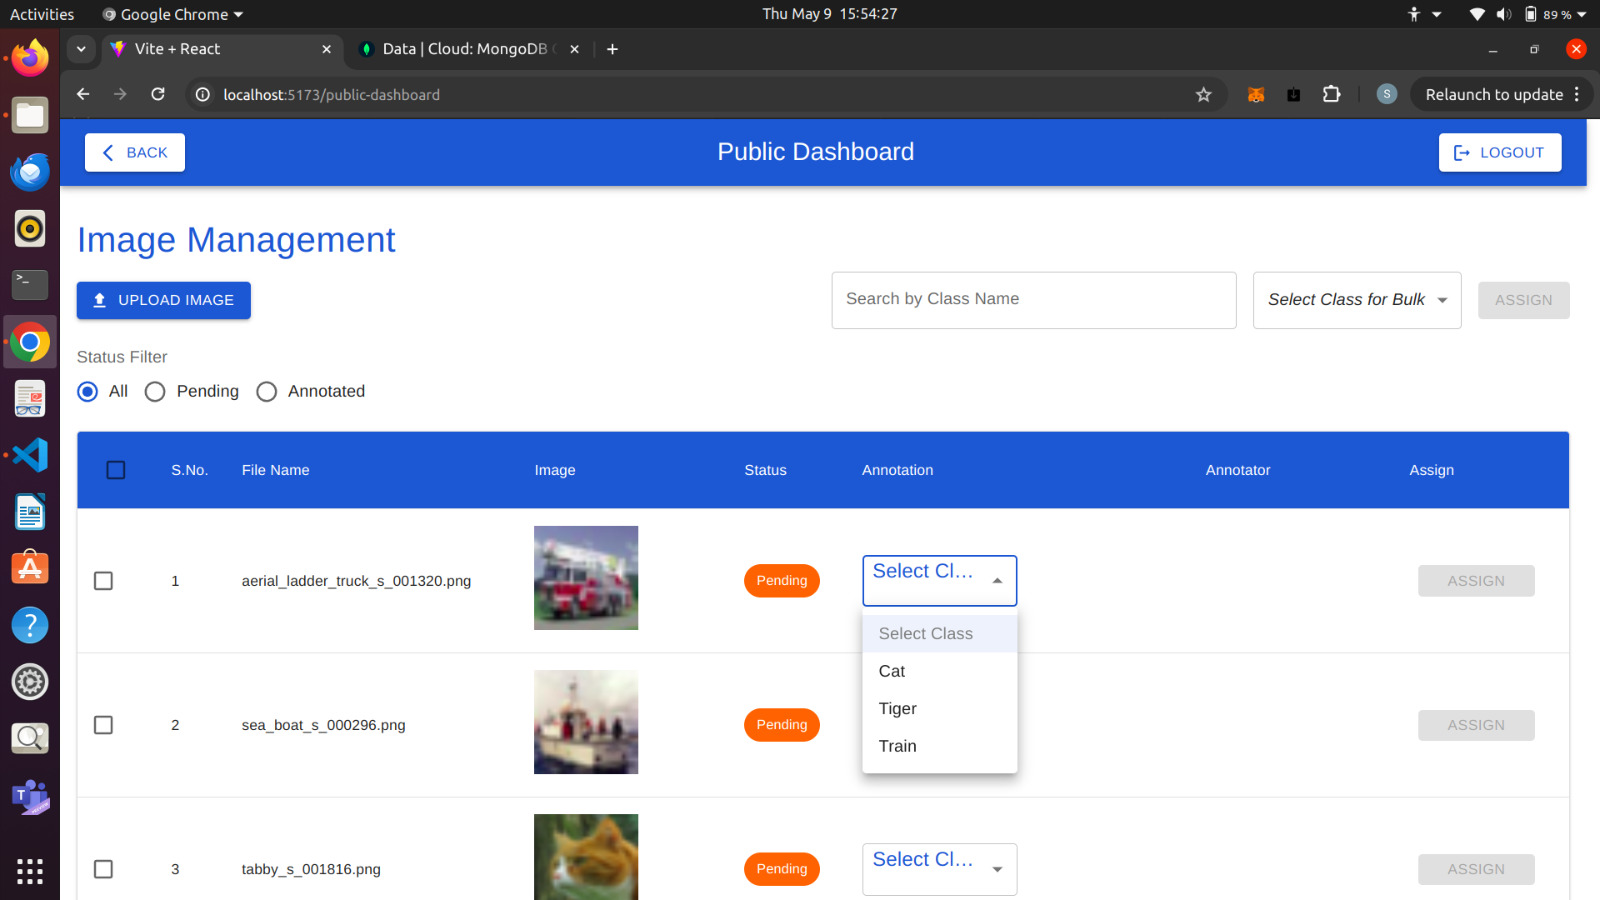 Activities
Google Chrome
Thu May 9 15:54:27
89 %
Vite + React
Data | Cloud: MongoDB
localhost:5173/public-dashboard
S
Relaunch to update
BACK
Public Dashboard
LOGOUT
Image Management
UPLOAD IMAGE
Search by Class Name
Select Class for Bulk
ASSIGN
Status Filter
All
Pending
Annotated
S.No.
File Name
Image
Status
Annotation
Annotator
Assign
1
aerial_ladder_truck_s_001320.png
Pending
Select Cl...
ASSIGN
Select Class
Cat
Tiger
Train
2
sea_boat_s_000296.png
Pending
ASSIGN
3
tabby_s_001816.png
Pending
Select Cl...
ASSIGN